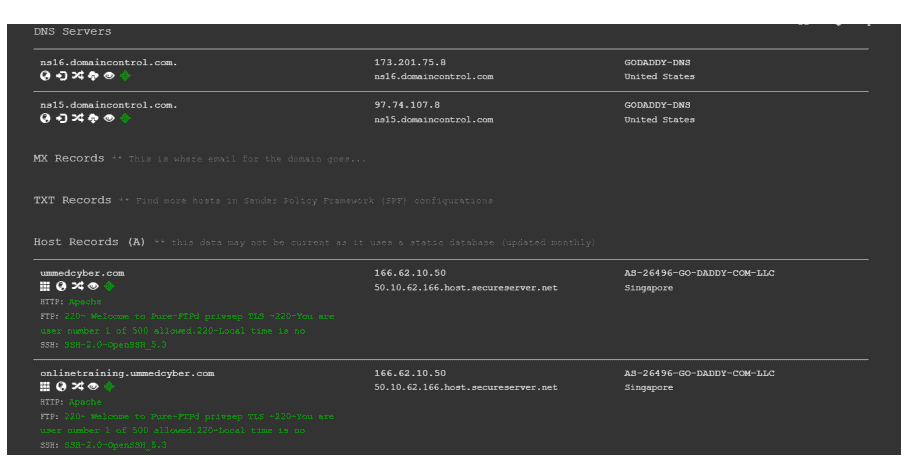 DNS Servers
ns16.domaincontrol.com. 173.201.75.8 GODADDY-DNS
ns16.domaincontrol.com United States
ns15.domaincontrol.com. 97.74.107.8 GODADDY-DNS
ns15.domaincontrol.com United States
MX Records ** This is where email for the domain goes...
TXT Records ** Find more hosts in Sender Policy Framework (SPF) configurations
Host Records (A) ** this data may not be current as it uses a static database (updated monthly)
ummedcyber.com 166.62.10.50 AS-26496-GO-DADDY-COM-LLC
50.10.62.166.host.secureserver.net Singapore
HTTP: Apache
FTP: 220- Welcome to Pure-FTPd privsep TLS -220-You are
user number 1 of 500 allowed.220-Local time is no
SSH: SSH-2.0-OpenSSH_5.3
onlinetraining.ummedcyber.com 166.62.10.50 AS-26496-GO-DADDY-COM-LLC
50.10.62.166.host.secureserver.net Singapore
HTTP: Apache
FTP: 220- Welcome to Pure-FTPd privsep TLS -220-You are
user number 1 of 500 allowed.220-Local time is no
SSH: SSH-2.0-OpenSSH_5.3